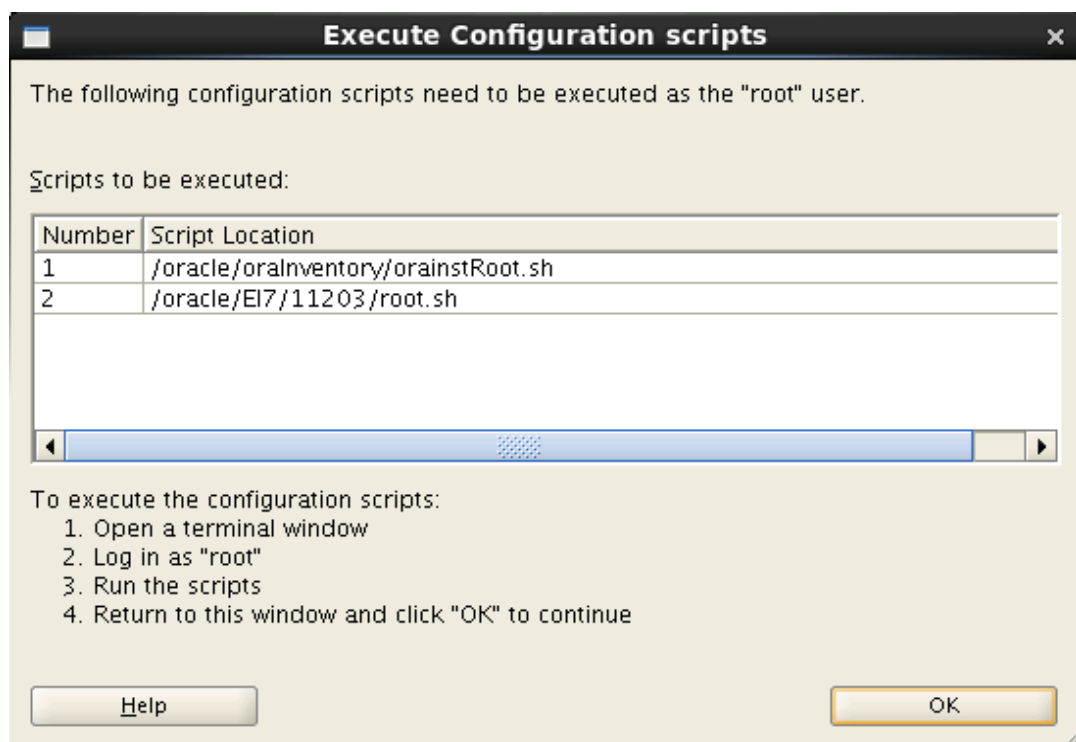 Execute Configuration scripts
The following configuration scripts need to be executed as the "root" user.
Scripts to be executed:
Number Script Location
1 /oracle/oraInventory/orainstRoot.sh
2 /oracle/EI7/11203/root.sh
To execute the configuration scripts:
1. Open a terminal window
2. Log in as "root"
3. Run the scripts
4. Return to this window and click "OK" to continue
Help OK